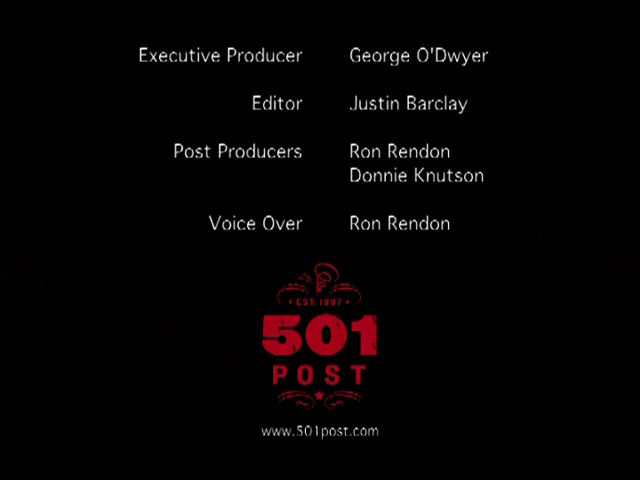 Executive Producer George O'Dwyer
Editor Justin Barclay
Post Producers Ron Rendon
Donnie Knutson
Voice Over Ron Rendon
EST. 1997
501
POST
www.501post.com